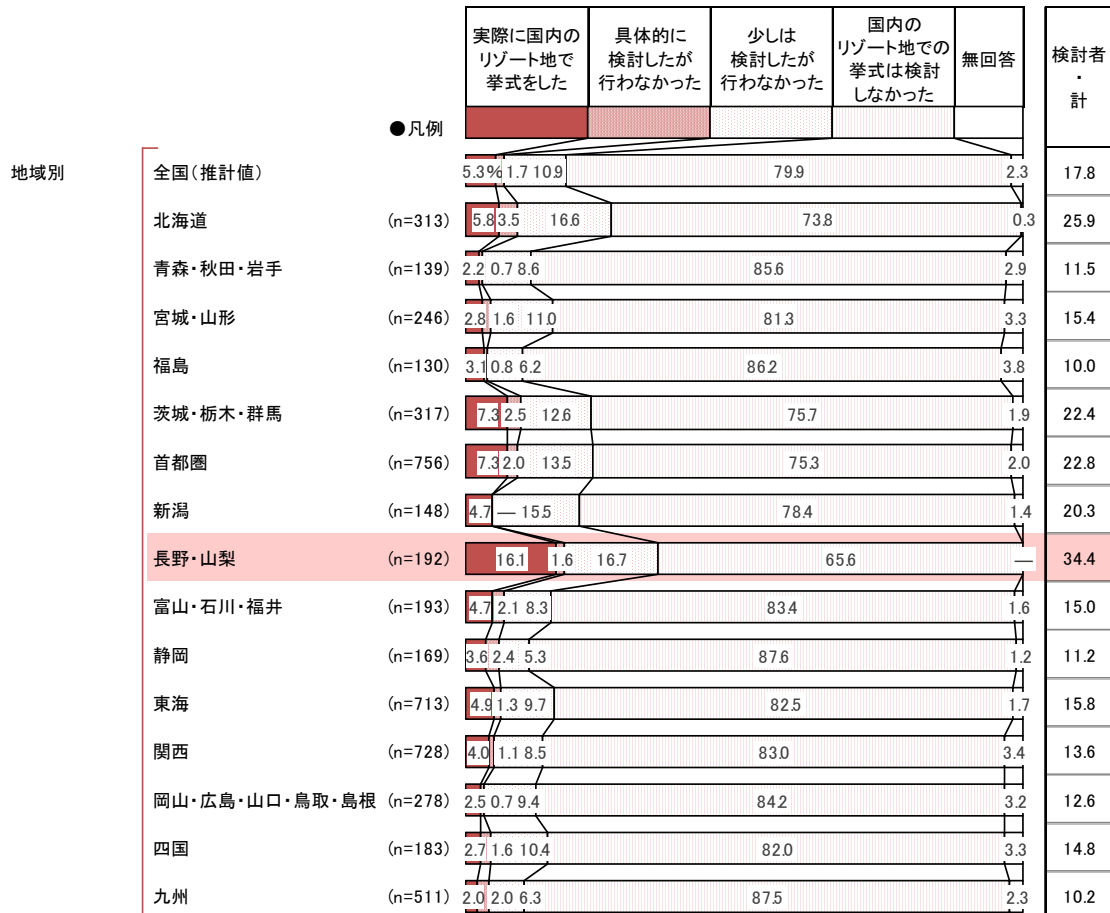 実際に国内の
リゾート地で
挙式をした
具体的に
検討したが
行わなかった
少しは
検討したが
行わなかった
国内の
リゾート地での
挙式は検討
しなかった
無回答
検討者
・
計
●凡例
地域別
全国(推計値) 5.3% 1.7 10.9 79.9 2.3 17.8
北海道 (n=313) 5.8 3.5 16.6 73.8 0.3 25.9
青森・秋田・岩手 (n=139) 2.2 0.7 8.6 85.6 2.9 11.5
宮城・山形 (n=246) 2.8 1.6 11.0 81.3 3.3 15.4
福島 (n=130) 3.1 0.8 6.2 86.2 3.8 10.0
茨城・栃木・群馬 (n=317) 7.3 2.5 12.6 75.7 1.9 22.4
首都圏 (n=756) 7.3 2.0 13.5 75.3 2.0 22.8
新潟 (n=148) 4.7 ― 15.5 78.4 1.4 20.3
長野・山梨 (n=192) 16.1 1.6 16.7 65.6 ― 34.4
富山・石川・福井 (n=193) 4.7 2.1 8.3 83.4 1.6 15.0
静岡 (n=169) 3.6 2.4 5.3 87.6 1.2 11.2
東海 (n=713) 4.9 1.3 9.7 82.5 1.7 15.8
関西 (n=728) 4.0 1.1 8.5 83.0 3.4 13.6
岡山・広島・山口・鳥取・島根 (n=278) 2.5 0.7 9.4 84.2 3.2 12.6
四国 (n=183) 2.7 1.6 10.4 82.0 3.3 14.8
九州 (n=511) 2.0 2.0 6.3 87.5 2.3 10.2